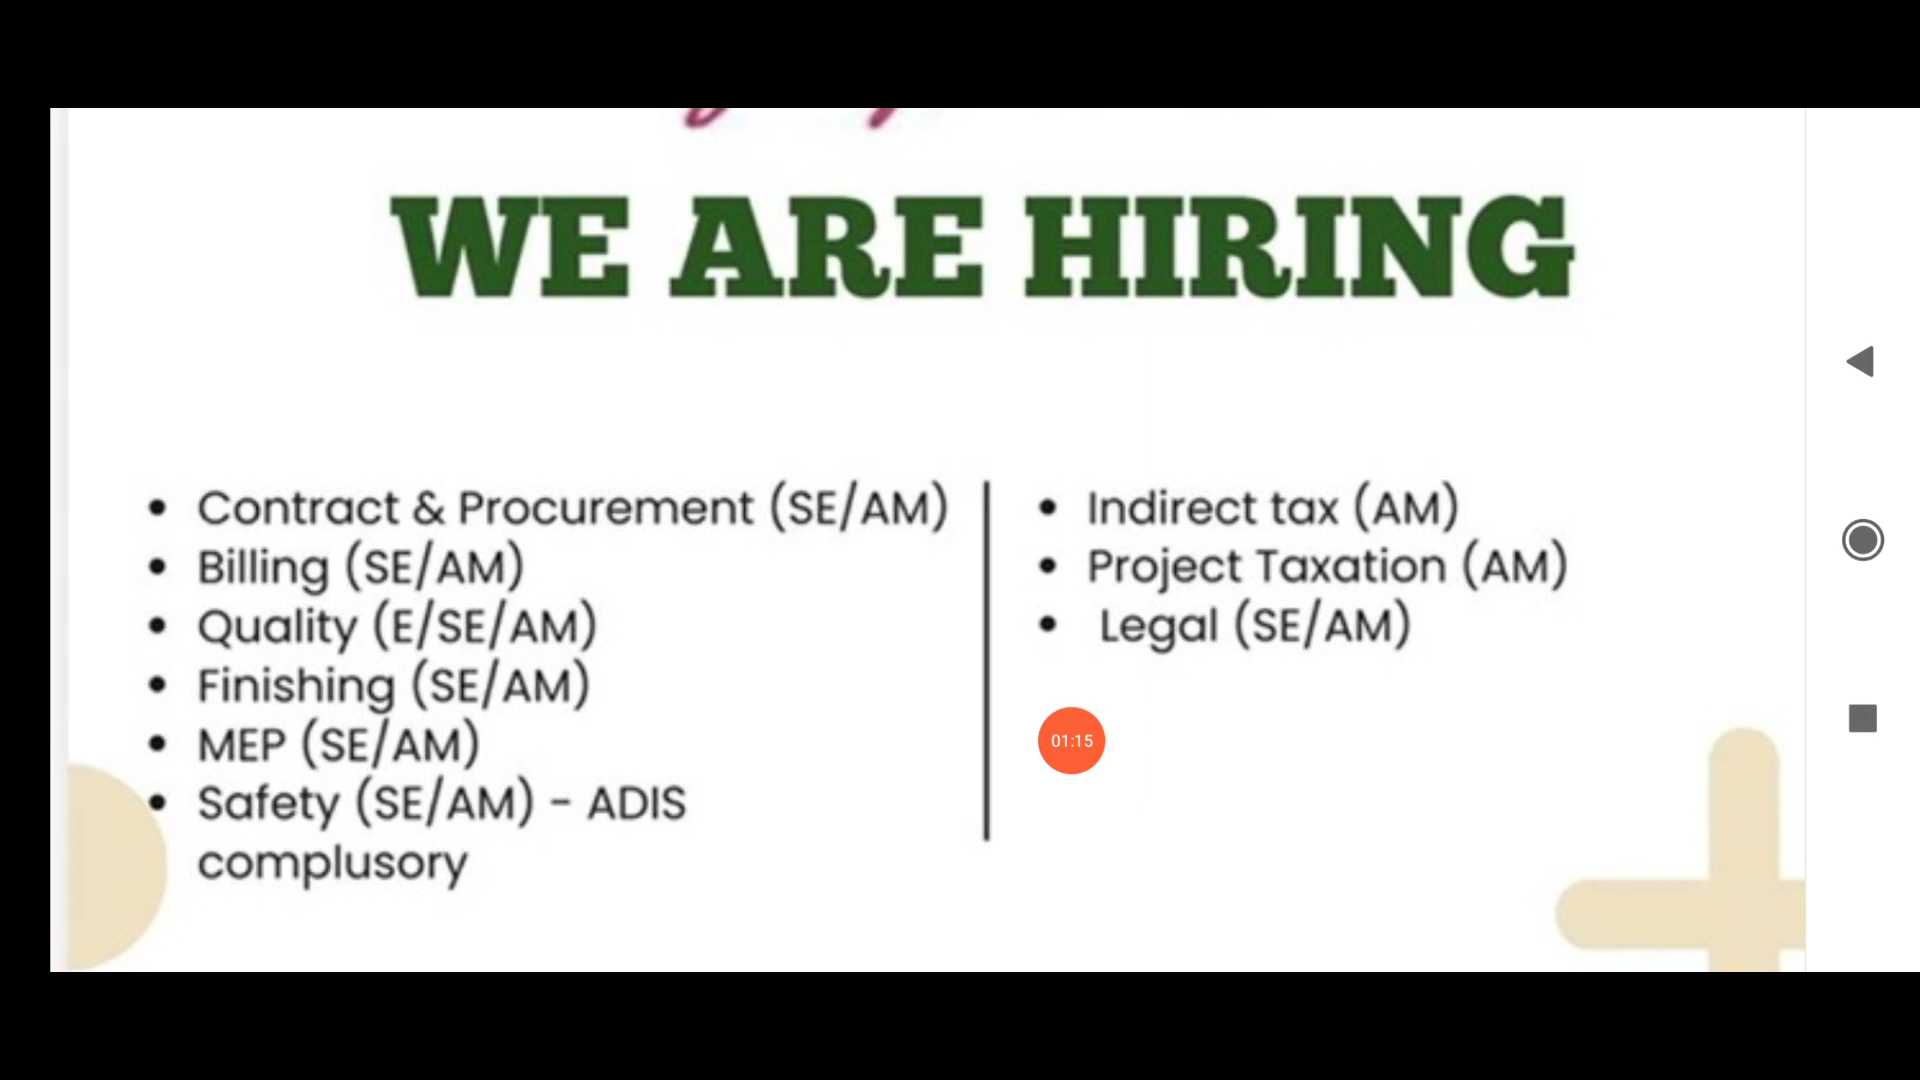 WE ARE HIRING
• Contract & Procurement (SE/AM)
• Billing (SE/AM)
• Quality (E/SE/AM)
• Finishing (SE/AM)
• MEP (SE/AM)
• Safety (SE/AM) - ADIS
complusory
• Indirect tax (AM)
• Project Taxation (AM)
• Legal (SE/AM)
01:15